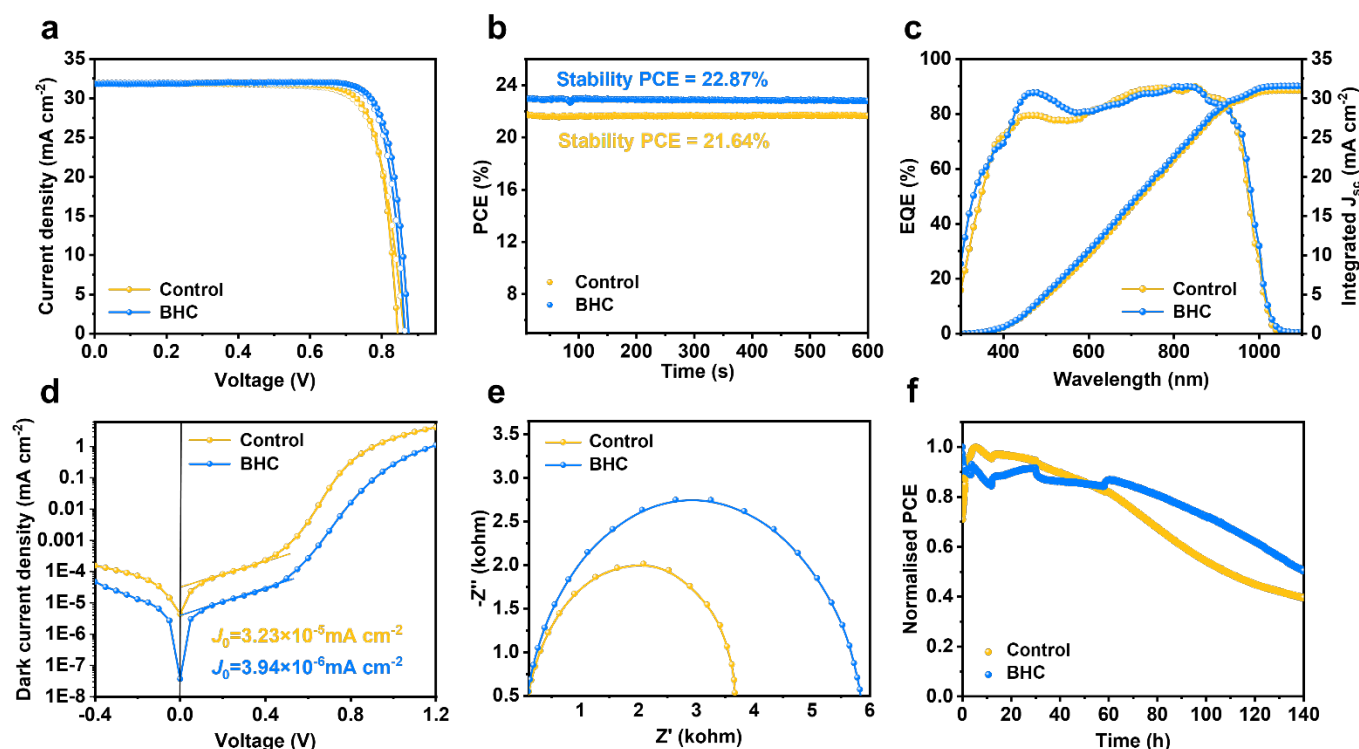 a
35
30
25
20
15
10
5
0
Current density (mA cm⁻²)
Control
BHC
0.0 0.2 0.4 0.6 0.8
Voltage (V)
b
24
20
16
12
8
PCE (%)
Stability PCE = 22.87%
Stability PCE = 21.64%
Control
BHC
100 200 300 400 500 600
Time (s)
c
100
80
60
40
20
0
EQE (%)
35
30
25
20
15
10
5
0
Integrated J_SC (mA cm⁻²)
Control
BHC
400 600 800 1000
Wavelength (nm)
d
1
0.1
0.01
0.001
1E-4
1E-5
1E-6
1E-7
1E-8
Dark current density (mA cm⁻²)
Control
BHC
J₀=3.23×10⁻⁵mA cm⁻²
J₀=3.94×10⁻⁶mA cm⁻²
-0.4 0.0 0.4 0.8 1.2
Voltage (V)
e
3.5
3.0
2.5
2.0
1.5
1.0
0.5
-Z'' (kohm)
Control
BHC
1 2 3 4 5 6
Z' (kohm)
f
1.0
0.8
0.6
0.4
0.2
0.0
Normalised PCE
Control
BHC
0 20 40 60 80 100 120 140
Time (h)